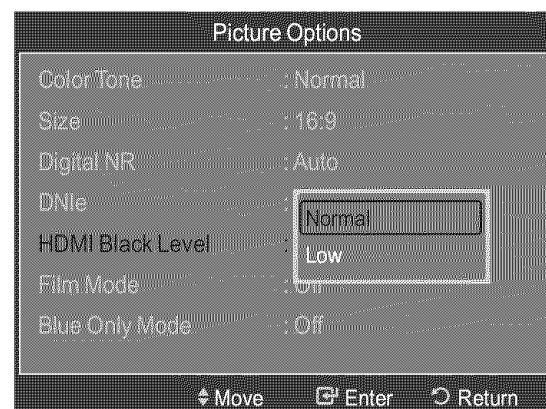 Picture Options
Color Tone : Normal
Size : 16:9
Digital NR : Auto
DNIe :
Normal
HDMI Black Level :
Low
Film Mode : Off
Blue Only Mode : Off
Move Enter Return